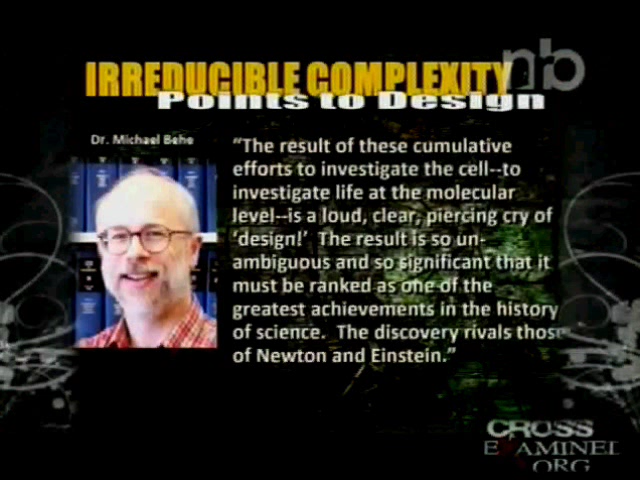 IRREDUCIBLE COMPLEXITY
nb
Points to Design
Dr. Michael Behe
"The result of these cumulative
efforts to investigate the cell--to
investigate life at the molecular
level--is a loud, clear, piercing cry of
'design!'  The result is so un-
ambiguous and so significant that it
must be ranked as one of the
greatest achievements in the history
of science.  The discovery rivals those
of Newton and Einstein."
CROSS
EXAMINED
ORG